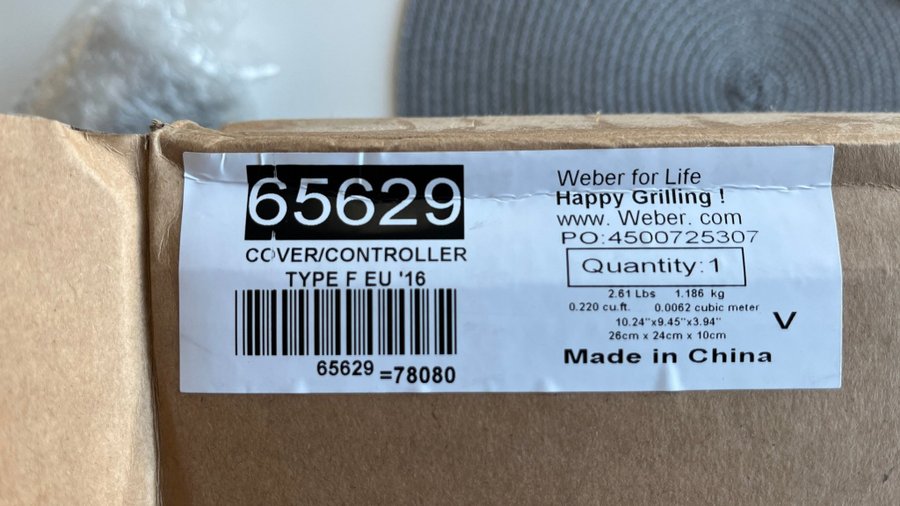 65629
COVER/CONTROLLER
TYPE F EU '16
65629 =78080
Weber for Life
Happy Grilling !
www. Weber. com
PO:4500725307
Quantity:1
2.61 Lbs 1.186 kg
0.220 cu.ft. 0.0062 cubic meter
10.24"x9.45"x3.94"
V
26cm x 24cm x 10cm
Made in China